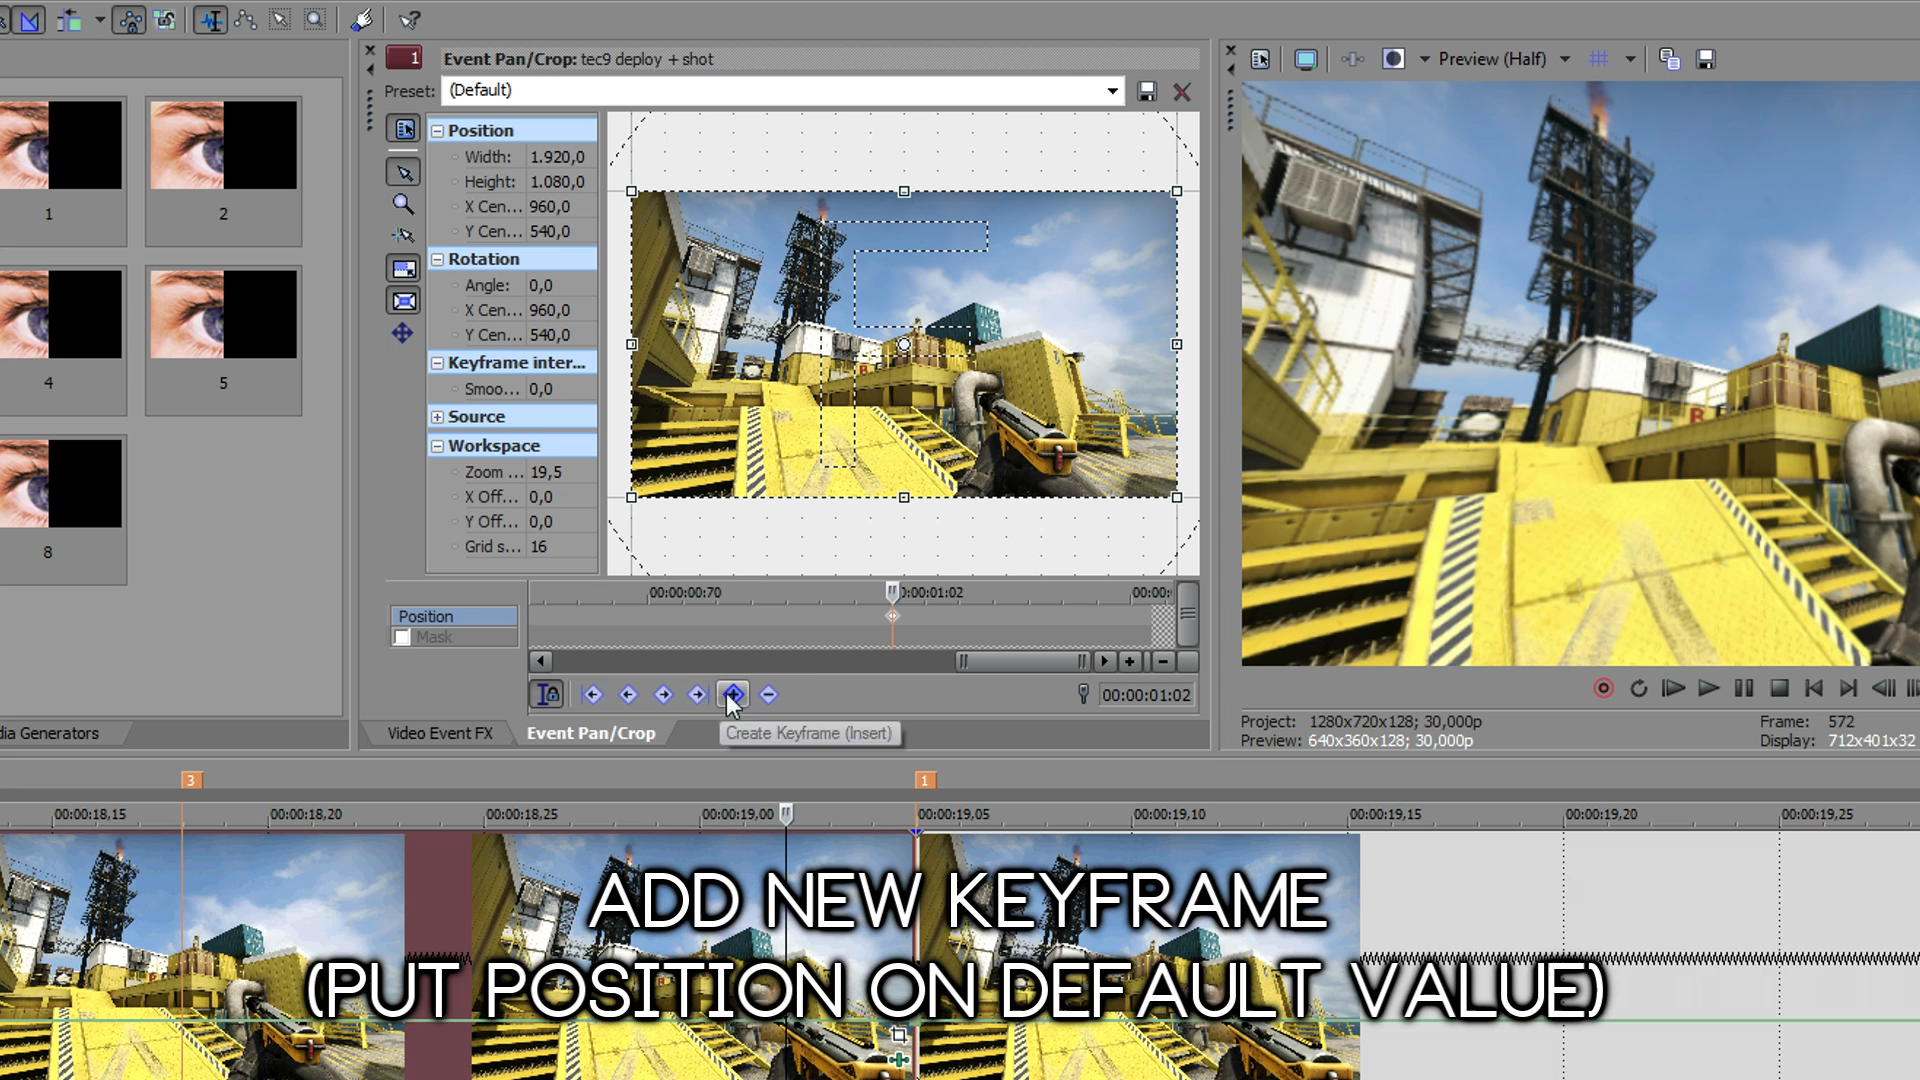 1
2
4
5
8
dia Generators
1
Event Pan/Crop: tec9 deploy + shot
Preset:
(Default)
Position
Width: 1.920,0
Height: 1.080,0
X Cen... 960,0
Y Cen... 540,0
Rotation
Angle: 0,0
X Cen... 960,0
Y Cen... 540,0
Keyframe inter...
Smoo... 0,0
Source
Workspace
Zoom ... 19,5
X Off... 0,0
Y Off... 0,0
Grid s... 16
Position
Mask
00:00:00:70
0:00:01:02
00:00:
00:00:01:02
Video Event FX
Event Pan/Crop
Create Keyframe (Insert)
Preview (Half)
Project: 1280x720x128; 30,000p
Preview: 640x360x128; 30,000p
Frame: 572
Display: 712x401x32
3
1
00:00:18,15
00:00:18,20
00:00:18,25
00:00:19,00
00:00:19,05
00:00:19,10
00:00:19,15
00:00:19,20
00:00:19,25
ADD NEW KEYFRAME
(PUT POSITION ON DEFAULT VALUE)